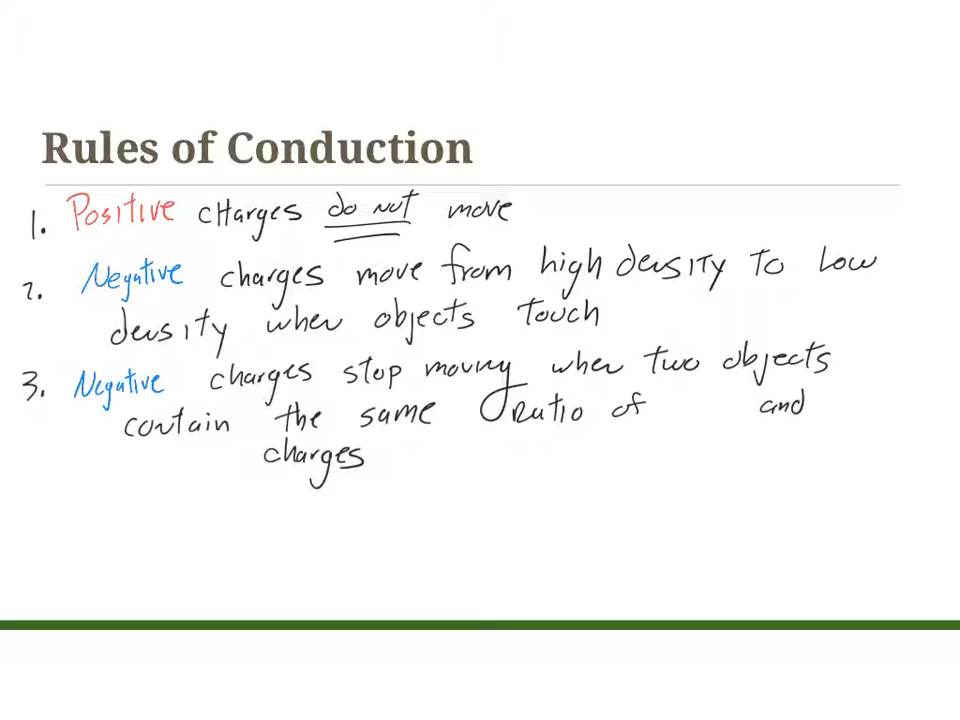 Rules of Conduction
1. Positive charges do not move
2. Negative charges move from high density to low
density when objects touch
3. Negative charges stop moving when two objects
contain the same ratio of and
charges